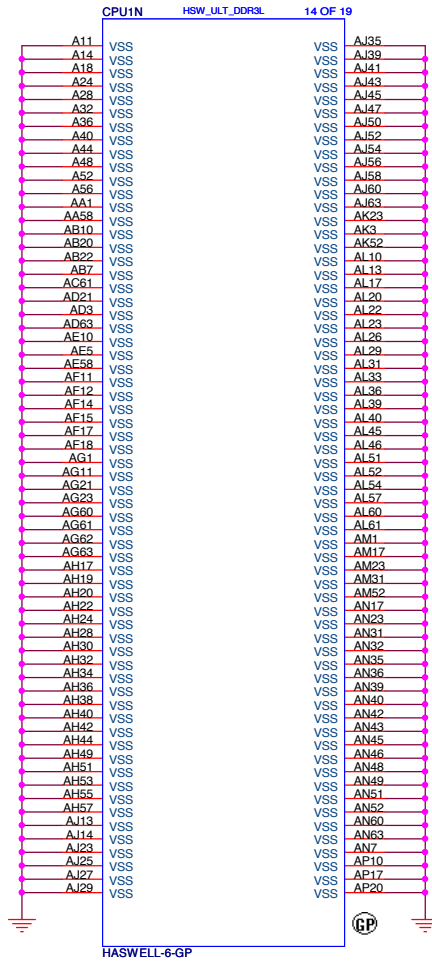 CPU1N HSW_ULT_DDR3L 14 OF 19
A11 VSS VSS AJ35
A14 VSS VSS AJ39
A18 VSS VSS AJ41
A24 VSS VSS AJ43
A28 VSS VSS AJ45
A32 VSS VSS AJ47
A36 VSS VSS AJ50
A40 VSS VSS AJ52
A44 VSS VSS AJ54
A48 VSS VSS AJ56
A52 VSS VSS AJ58
A56 VSS VSS AJ60
AA1 VSS VSS AJ63
AA58 VSS VSS AK23
AB10 VSS VSS AK3
AB20 VSS VSS AK52
AB22 VSS VSS AL10
AB7 VSS VSS AL13
AC61 VSS VSS AL17
AD21 VSS VSS AL20
AD3 VSS VSS AL22
AD63 VSS VSS AL23
AE10 VSS VSS AL26
AE5 VSS VSS AL29
AE58 VSS VSS AL31
AF11 VSS VSS AL33
AF12 VSS VSS AL36
AF14 VSS VSS AL39
AF15 VSS VSS AL40
AF17 VSS VSS AL45
AF18 VSS VSS AL46
AG1 VSS VSS AL51
AG11 VSS VSS AL52
AG21 VSS VSS AL54
AG23 VSS VSS AL57
AG60 VSS VSS AL60
AG61 VSS VSS AL61
AG62 VSS VSS AM1
AG63 VSS VSS AM17
AH17 VSS VSS AM23
AH19 VSS VSS AM31
AH20 VSS VSS AM52
AH22 VSS VSS AN17
AH24 VSS VSS AN23
AH28 VSS VSS AN31
AH30 VSS VSS AN32
AH32 VSS VSS AN35
AH34 VSS VSS AN36
AH36 VSS VSS AN39
AH38 VSS VSS AN40
AH40 VSS VSS AN42
AH42 VSS VSS AN43
AH44 VSS VSS AN45
AH49 VSS VSS AN46
AH51 VSS VSS AN48
AH53 VSS VSS AN49
AH55 VSS VSS AN51
AH57 VSS VSS AN52
AJ13 VSS VSS AN60
AJ14 VSS VSS AN63
AJ23 VSS VSS AN7
AJ25 VSS VSS AP10
AJ27 VSS VSS AP17
AJ29 VSS VSS AP20
GP
HASWELL-6-GP